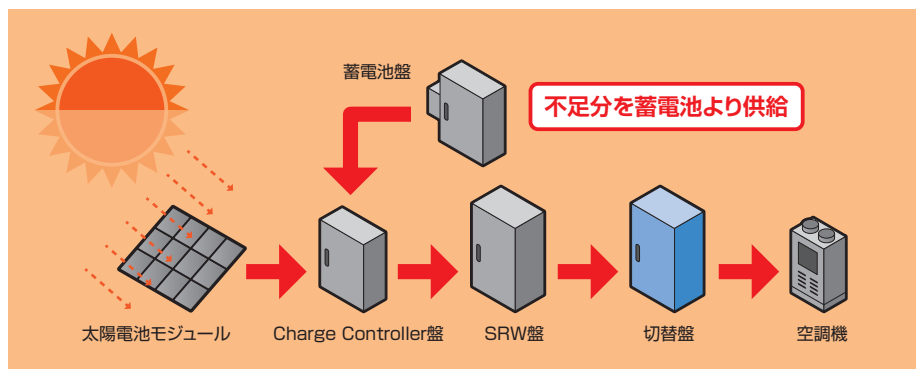 蓄電池盤
不足分を蓄電池より供給
太陽電池モジュール
Charge Controller盤
SRW盤
切替盤
空調機